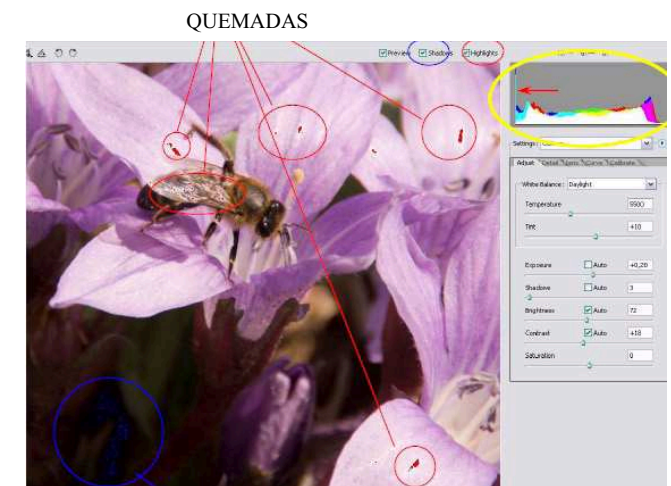 QUEMADAS
Preview Shadows Highlights
Settings:
Adjust Detail Lens Curve Calibrate
White Balance: Daylight
Temperature 5500
Tint +10
Exposure Auto +0,20
Shadows Auto 3
Brightness Auto 72
Contrast Auto +18
Saturation 0